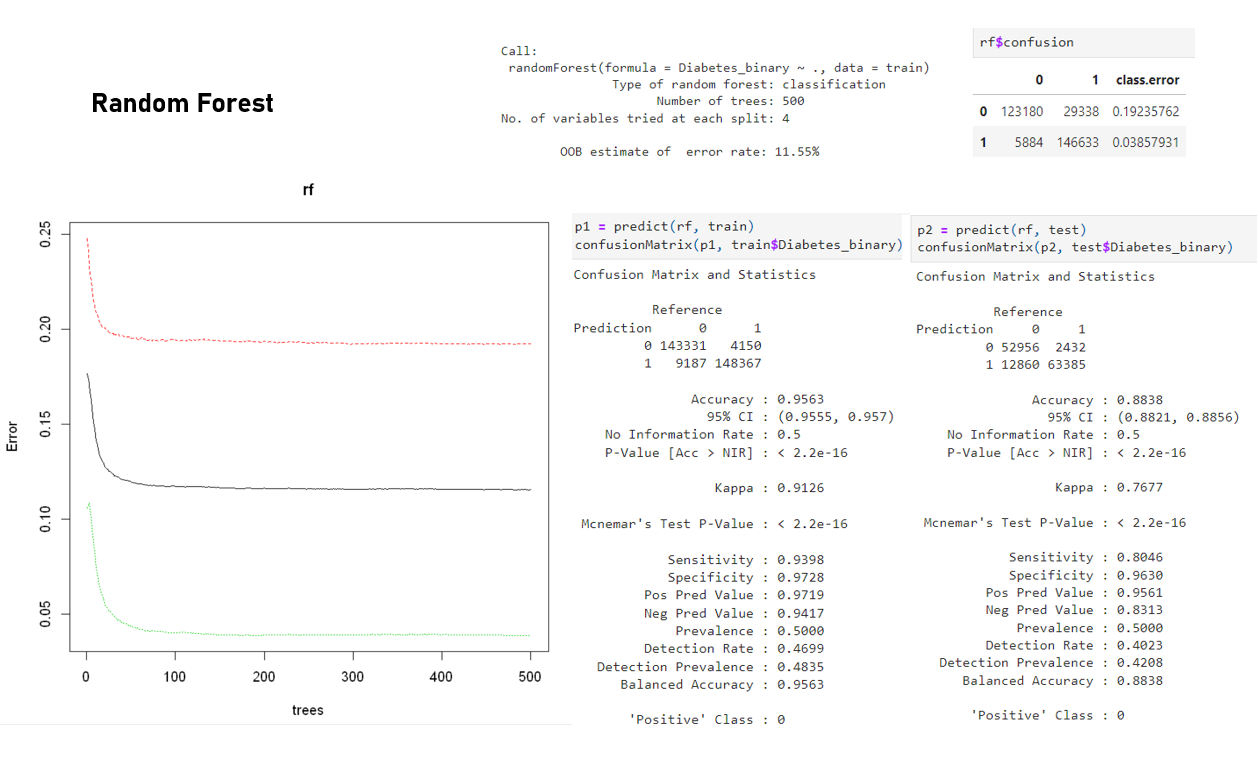 Random Forest
Call:
randomForest(formula = Diabetes_binary ~ ., data = train)
Type of random forest: classification
Number of trees: 500
No. of variables tried at each split: 4
OOB estimate of  error rate: 11.55%
rf$confusion
0 1 class.error
0 123180 29338 0.19235762
1 5884 146633 0.03857931
rf
Error
0.25
0.20
0.15
0.10
0.05
0 100 200 300 400 500
trees
p1 = predict(rf, train)
confusionMatrix(p1, train$Diabetes_binary)
Confusion Matrix and Statistics
Reference
Prediction 0 1
0 143331 4150
1 9187 148367
Accuracy : 0.9563
95% CI : (0.9555, 0.957)
No Information Rate : 0.5
P-Value [Acc > NIR] : < 2.2e-16
Kappa : 0.9126
Mcnemar's Test P-Value : < 2.2e-16
Sensitivity : 0.9398
Specificity : 0.9728
Pos Pred Value : 0.9719
Neg Pred Value : 0.9417
Prevalence : 0.5000
Detection Rate : 0.4699
Detection Prevalence : 0.4835
Balanced Accuracy : 0.9563
'Positive' Class : 0
p2 = predict(rf, test)
confusionMatrix(p2, test$Diabetes_binary)
Confusion Matrix and Statistics
Reference
Prediction 0 1
0 52956 2432
1 12860 63385
Accuracy : 0.8838
95% CI : (0.8821, 0.8856)
No Information Rate : 0.5
P-Value [Acc > NIR] : < 2.2e-16
Kappa : 0.7677
Mcnemar's Test P-Value : < 2.2e-16
Sensitivity : 0.8046
Specificity : 0.9630
Pos Pred Value : 0.9561
Neg Pred Value : 0.8313
Prevalence : 0.5000
Detection Rate : 0.4023
Detection Prevalence : 0.4208
Balanced Accuracy : 0.8838
'Positive' Class : 0